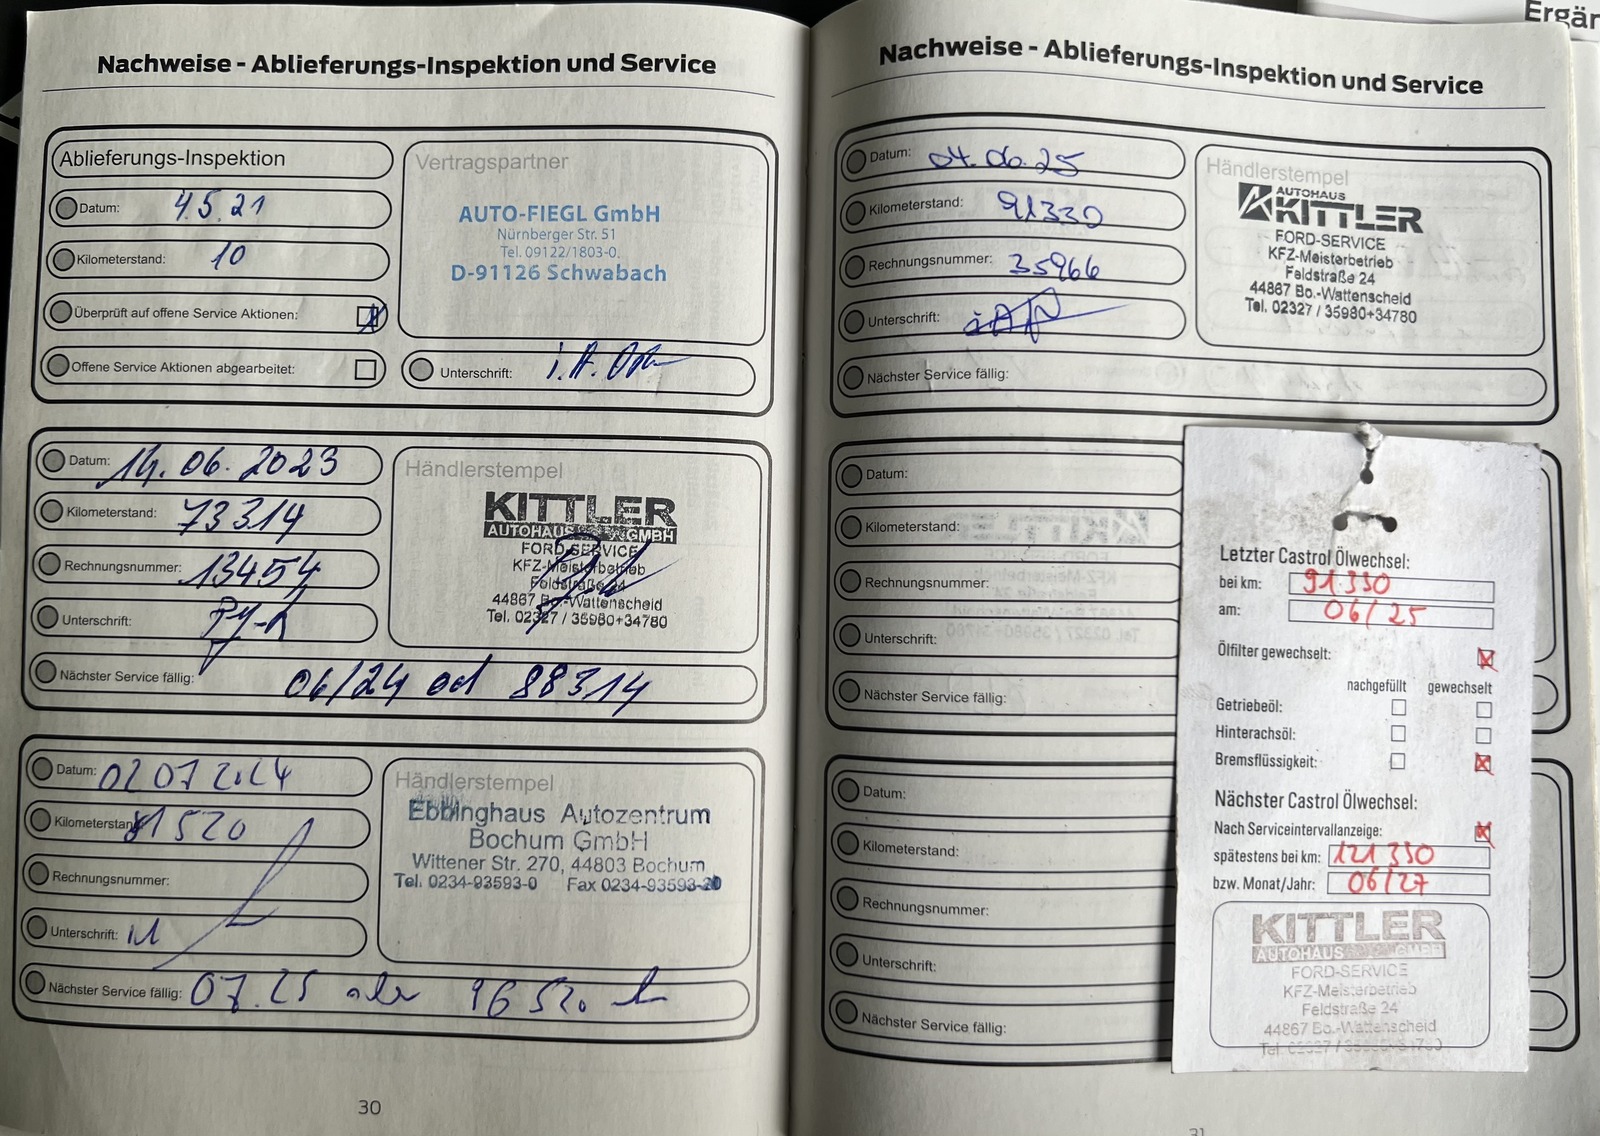 Ergän
Nachweise - Ablieferungs-Inspektion und Service
Ablieferungs-Inspektion
Datum: 4.5.21
Kilometerstand: 10
Überprüft auf offene Service Aktionen:
Offene Service Aktionen abgearbeitet:
Vertragspartner
AUTO-FIEGL GmbH
Nürnberger Str. 51
Tel. 09122/1803-0.
D-91126 Schwabach
Unterschrift: i.A.
Datum: 14.06.2023
Kilometerstand: 73314
Rechnungsnummer: 13454
Unterschrift:
Händlerstempel
KITTLER
AUTOHAUS GMBH
FORD-SERVICE
KFZ-Meisterbetrieb
Feldstraße 24
44867 Bo.-Wattenscheid
Tel. 02327 / 35980+34780
Nächster Service fällig: 06/24 od 88314
Datum: 02 07 2024
Kilometerstand 81520
Rechnungsnummer:
Unterschrift:
Händlerstempel
Ebbinghaus Autozentrum
Bochum GmbH
Wittener Str. 270, 44803 Bochum
Tel. 0234-93593-0 Fax 0234-93593-20
Nächster Service fällig: 07.25 oder 96520
30
Nachweise - Ablieferungs-Inspektion und Service
Datum: 04.06.25
Kilometerstand: 91330
Rechnungsnummer: 35966
Unterschrift:
Nächster Service fällig:
Händlerstempel
AUTOHAUS
KITTLER
FORD-SERVICE
KFZ-Meisterbetrieb
Feldstraße 24
44867 Bo.-Wattenscheid
Tel. 02327 / 35980+34780
Datum:
Kilometerstand:
Rechnungsnummer:
Unterschrift:
Nächster Service fällig:
Datum:
Kilometerstand:
Rechnungsnummer:
Unterschrift:
Nächster Service fällig:
Letzter Castrol Ölwechsel:
bei km: 91330
am: 06/25
Ölfilter gewechselt:
nachgefüllt gewechselt
Getriebeöl:
Hinterachsöl:
Bremsflüssigkeit:
Nächster Castrol Ölwechsel:
Nach Serviceintervallanzeige:
spätestens bei km: 121330
bzw. Monat/Jahr: 06/27
KITTLER
AUTOHAUS GMBH
FORD-SERVICE
KFZ-Meisterbetrieb
Feldstraße 24
44867 Bo.-Wattenscheid
31